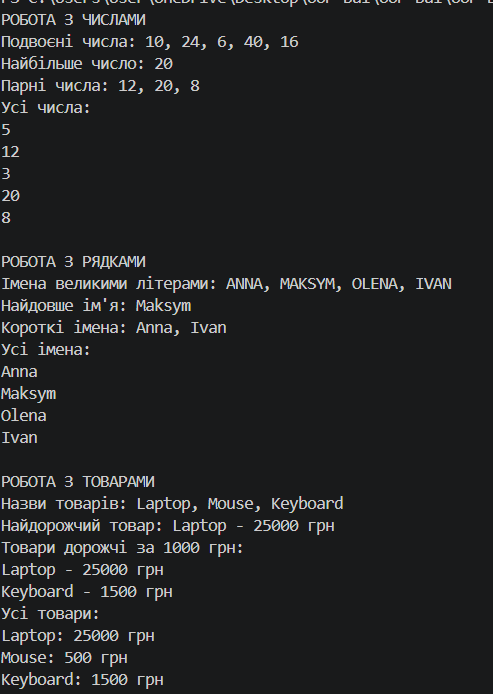 РОБОТА З ЧИСЛАМИ
Подвоєні числа: 10, 24, 6, 40, 16
Найбільше число: 20
Парні числа: 12, 20, 8
Усі числа:
5
12
3
20
8
РОБОТА З РЯДКАМИ
Імена великими літерами: ANNA, MAKSYM, OLENA, IVAN
Найдовше ім'я: Maksym
Короткі імена: Anna, Ivan
Усі імена:
Anna
Maksym
Olena
Ivan
РОБОТА З ТОВАРАМИ
Назви товарів: Laptop, Mouse, Keyboard
Найдорожчий товар: Laptop - 25000 грн
Товари дорожчі за 1000 грн:
Laptop - 25000 грн
Keyboard - 1500 грн
Усі товари:
Laptop: 25000 грн
Mouse: 500 грн
Keyboard: 1500 грн